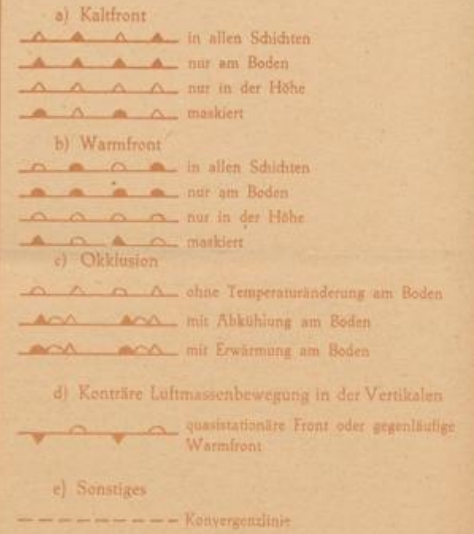 a) Kaltfront
in allen Schichten
nur am Boden
nur in der Höhe
maskiert
b) Warmfront
in allen Schichten
nur am Boden
nur in der Höhe
maskiert
c) Okklusion
ohne Temperaturänderung am Boden
mit Abkühlung am Boden
mit Erwärmung am Boden
d) Konträre Luftmassenbewegung in der Vertikalen
quasistationäre Front oder gegenläufige
Warmfront
e) Sonstiges
Konvergenzlinie